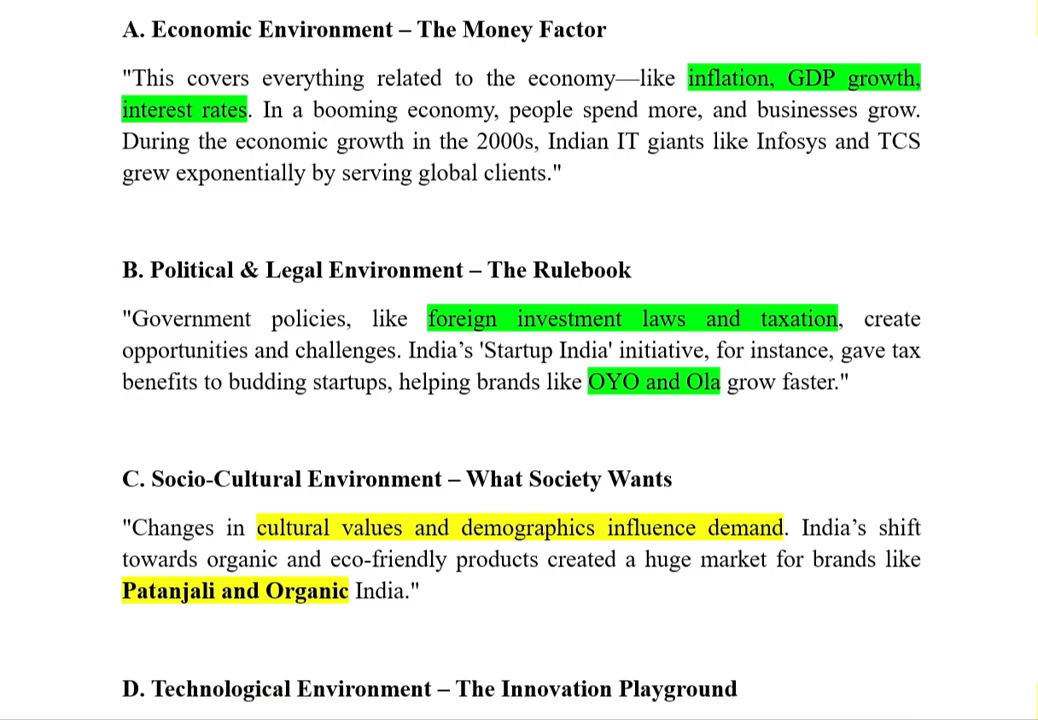 A. Economic Environment – The Money Factor
"This covers everything related to the economy—like inflation, GDP growth,
interest rates. In a booming economy, people spend more, and businesses grow.
During the economic growth in the 2000s, Indian IT giants like Infosys and TCS
grew exponentially by serving global clients."
B. Political & Legal Environment – The Rulebook
"Government policies, like foreign investment laws and taxation, create
opportunities and challenges. India’s 'Startup India' initiative, for instance, gave tax
benefits to budding startups, helping brands like OYO and Ola grow faster."
C. Socio-Cultural Environment – What Society Wants
"Changes in cultural values and demographics influence demand. India’s shift
towards organic and eco-friendly products created a huge market for brands like
Patanjali and Organic India."
D. Technological Environment – The Innovation Playground